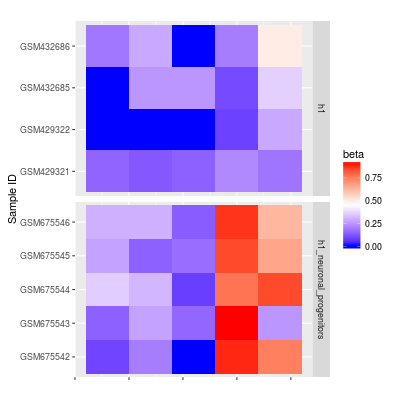 GSM432686
GSM432685
GSM429322
GSM429321
h1
GSM675546
GSM675545
GSM675544
GSM675543
GSM675542
h1_neuronal_progenitors
Sample ID
beta
0.75
0.50
0.25
0.00